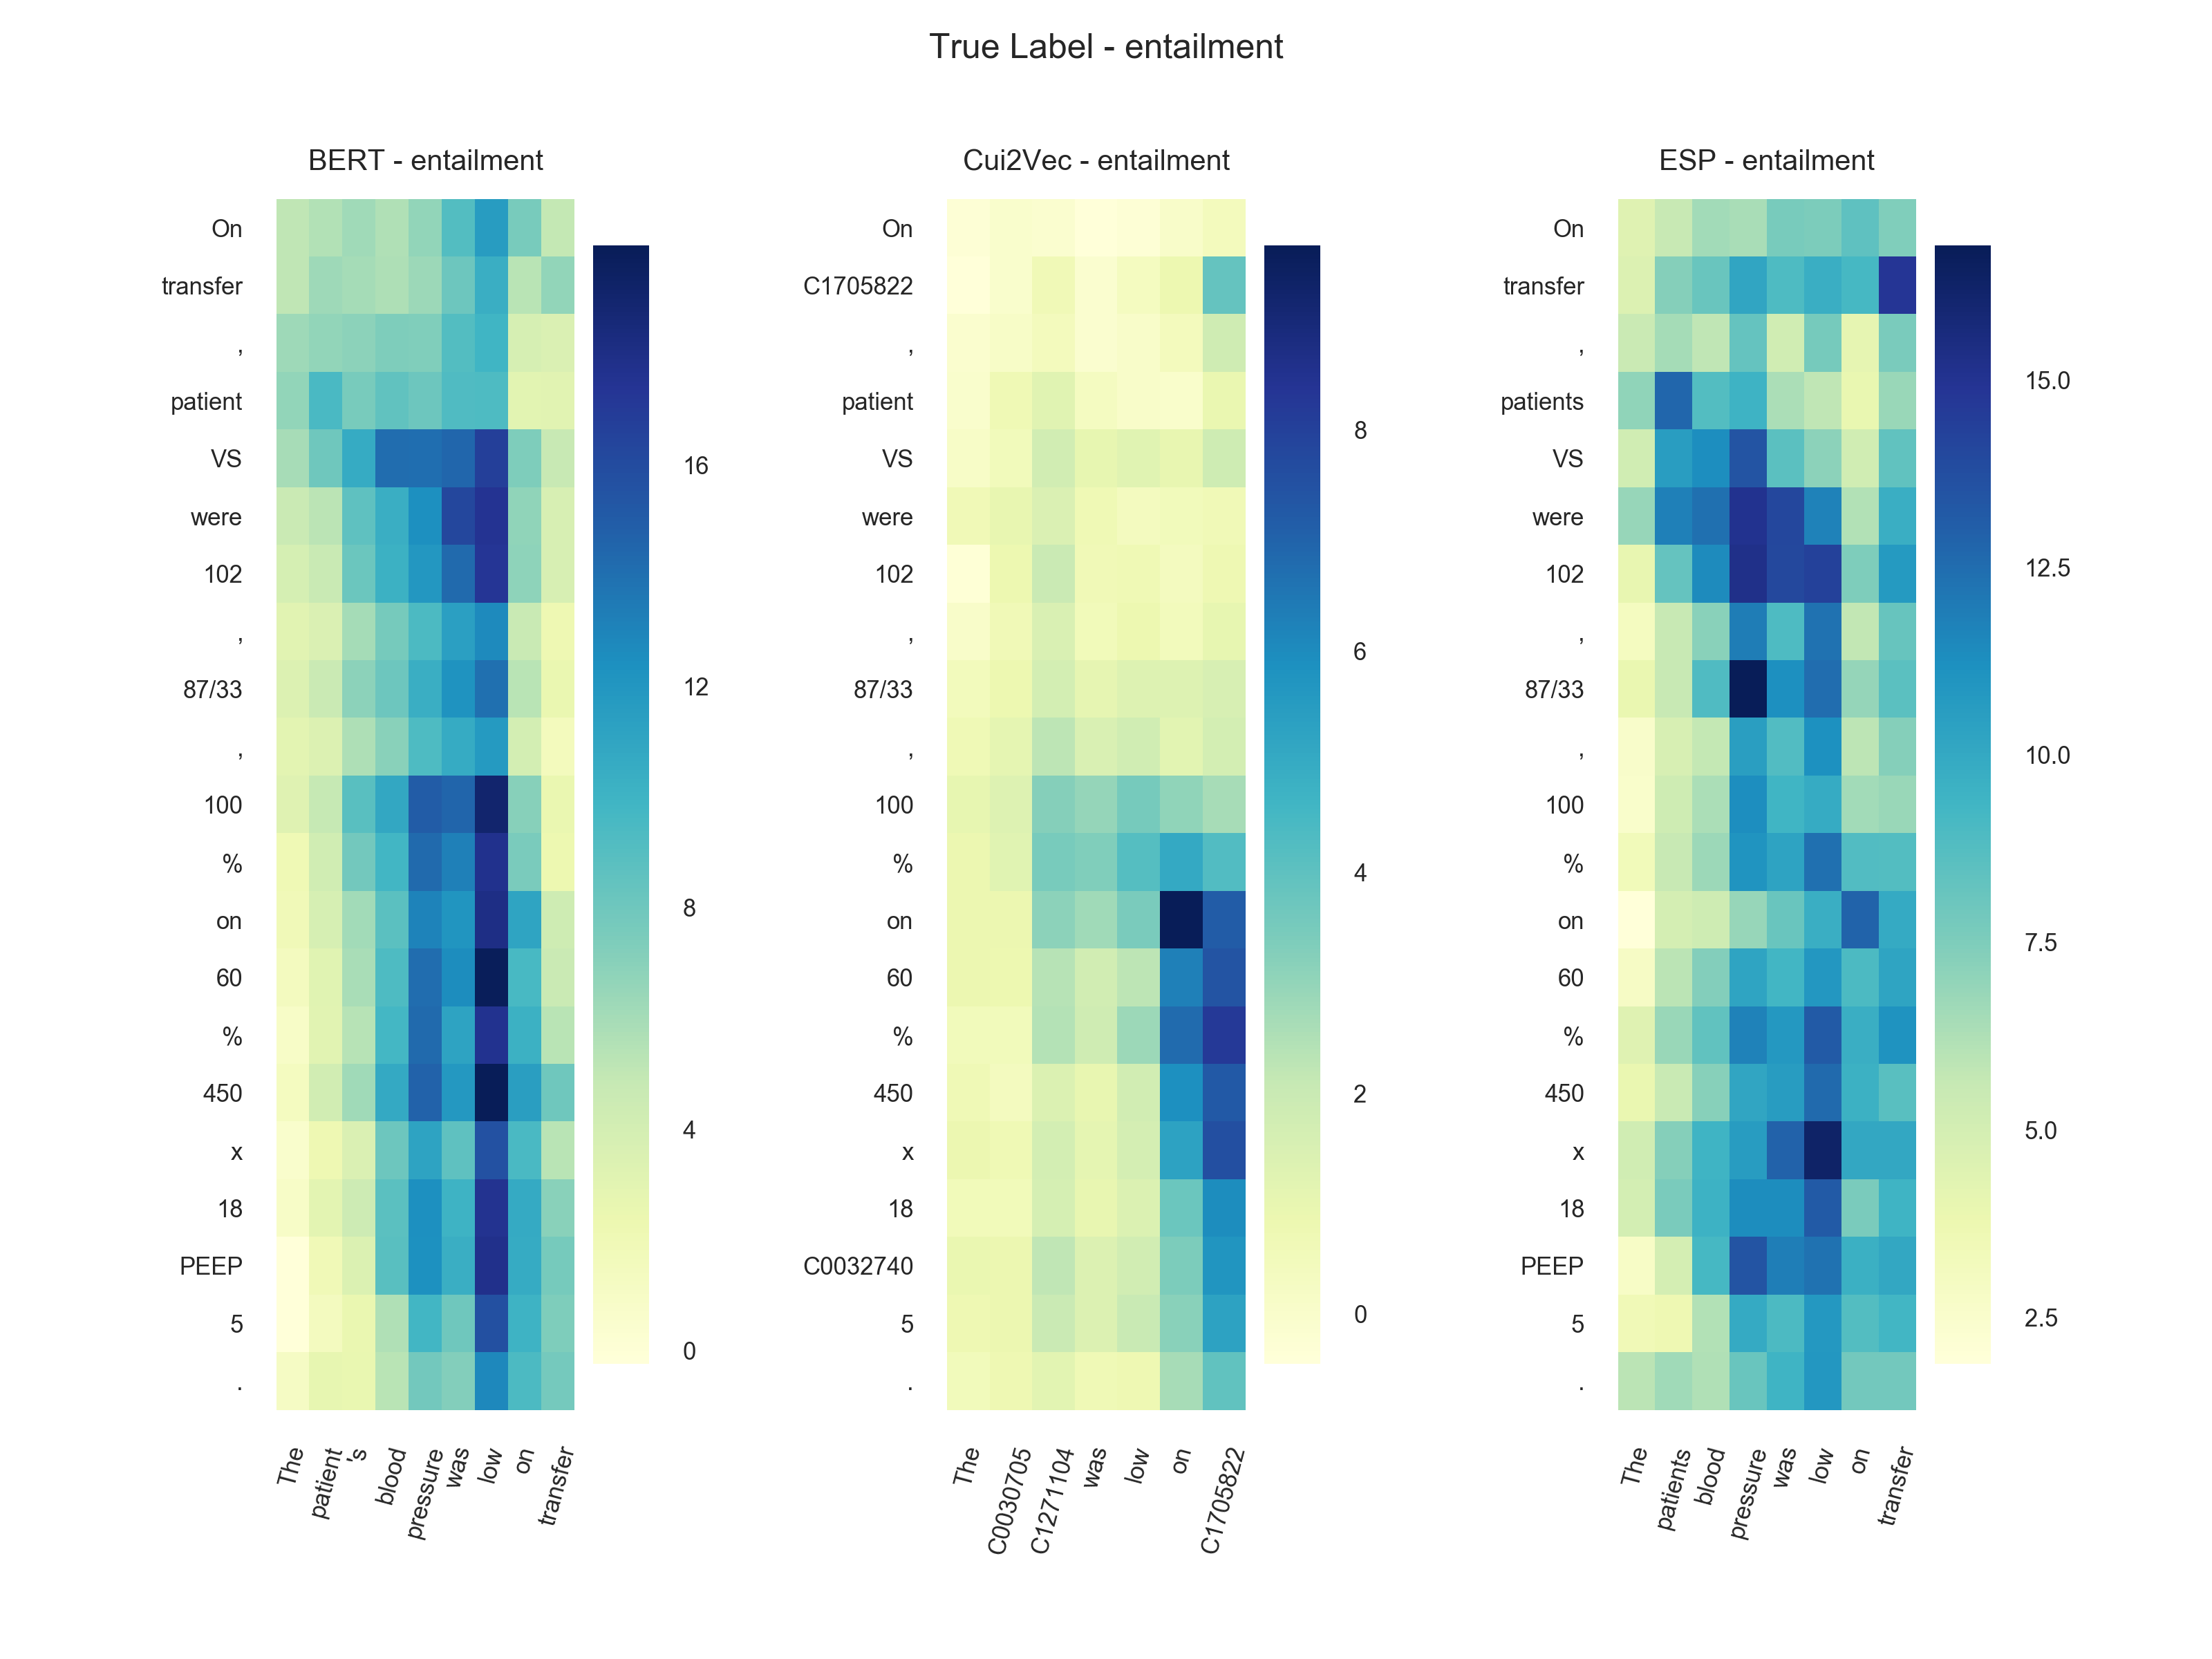 True Label - entailment
BERT - entailment
On
transfer
,
patient
VS
were
102
,
87/33
,
100
%
on
60
%
450
x
18
PEEP
5
.
The
patient
's
blood
pressure
was
low
on
transfer
16
12
8
4
0
Cui2Vec - entailment
On
C1705822
,
patient
VS
were
102
,
87/33
,
100
%
on
60
%
450
x
18
C0032740
5
.
The
C0030705
C1271104
was
low
on
C1705822
8
6
4
2
0
ESP - entailment
On
transfer
,
patients
VS
were
102
,
87/33
,
100
%
on
60
%
450
x
18
PEEP
5
.
The
patients
blood
pressure
was
low
on
transfer
15.0
12.5
10.0
7.5
5.0
2.5